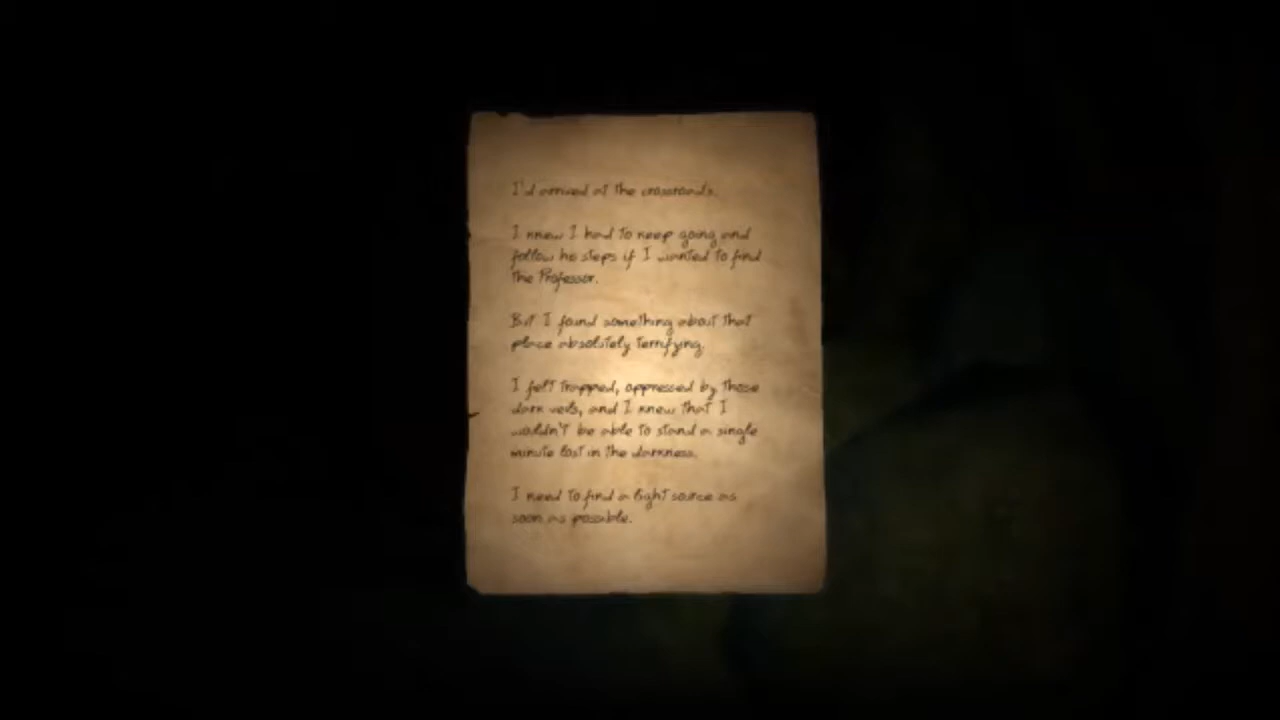 I'd arrived at the crossroads.
I knew I had to keep going and
follow his steps if I wanted to find
the Professor.
But I found something about that
place absolutely terrifying.
I felt trapped, oppressed by those
dark veils, and I knew that I
wouldn't be able to stand a single
minute lost in the darkness.
I need to find a light source as
soon as possible.